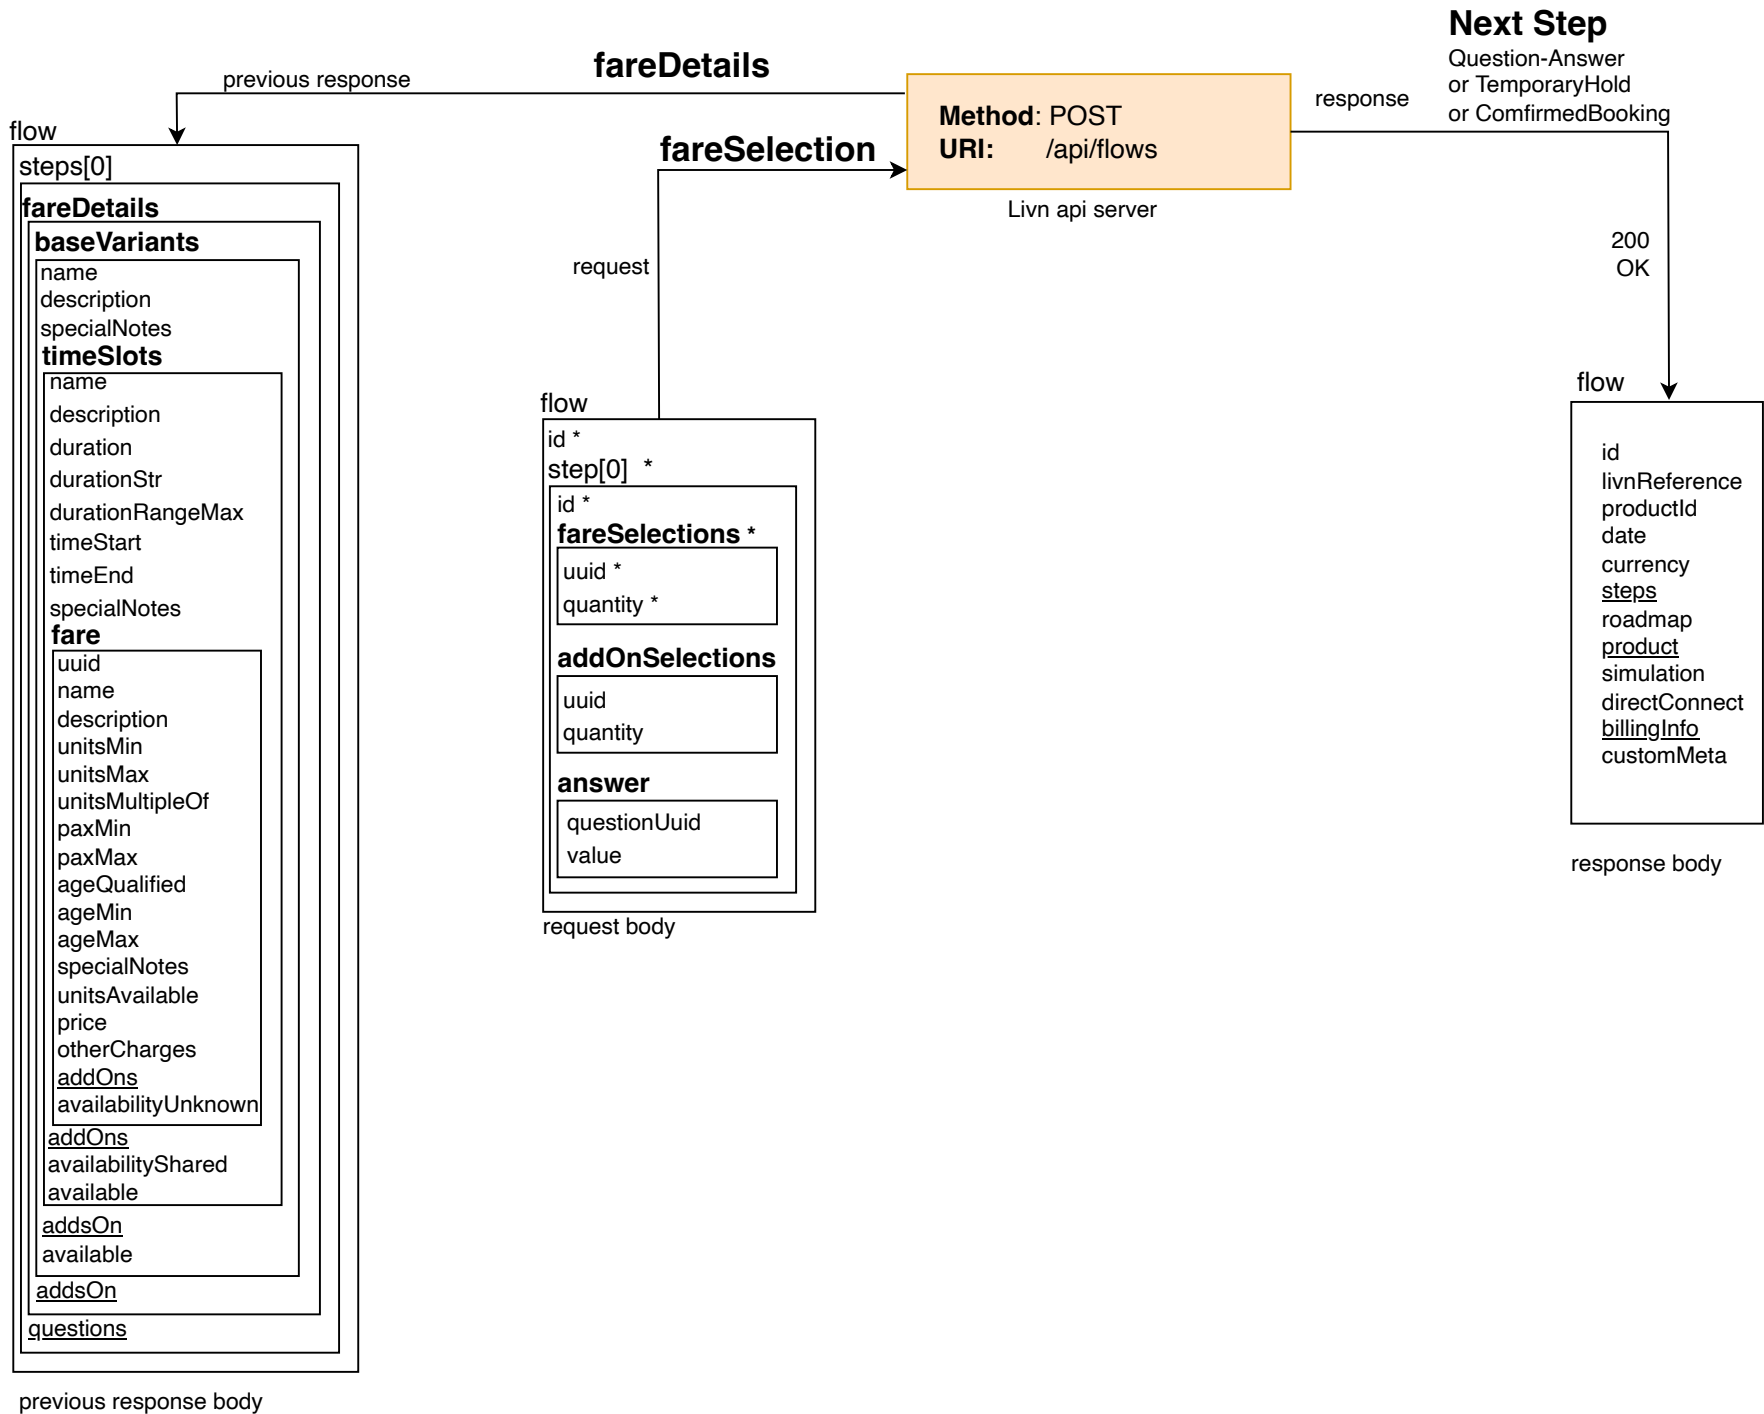 Next Step
Question-Answer
or TemporaryHold
or ComfirmedBooking
fareDetails
previous response
response
Method: POST
URI: /api/flows
Livn api server
fareSelection
request
200
OK
flow
steps[0]
fareDetails
baseVariants
name
description
specialNotes
timeSlots
name
description
duration
durationStr
durationRangeMax
timeStart
timeEnd
specialNotes
fare
uuid
name
description
unitsMin
unitsMax
unitsMultipleOf
paxMin
paxMax
ageQualified
ageMin
ageMax
specialNotes
unitsAvailable
price
otherCharges
addOns
availabilityUnknown
addOns
availabilityShared
available
addsOn
available
addsOn
questions
previous response body
flow
id *
step[0] *
id *
fareSelections *
uuid *
quantity *
addOnSelections
uuid
quantity
answer
questionUuid
value
request body
flow
id
livnReference
productId
date
currency
steps
roadmap
product
simulation
directConnect
billingInfo
customMeta
response body